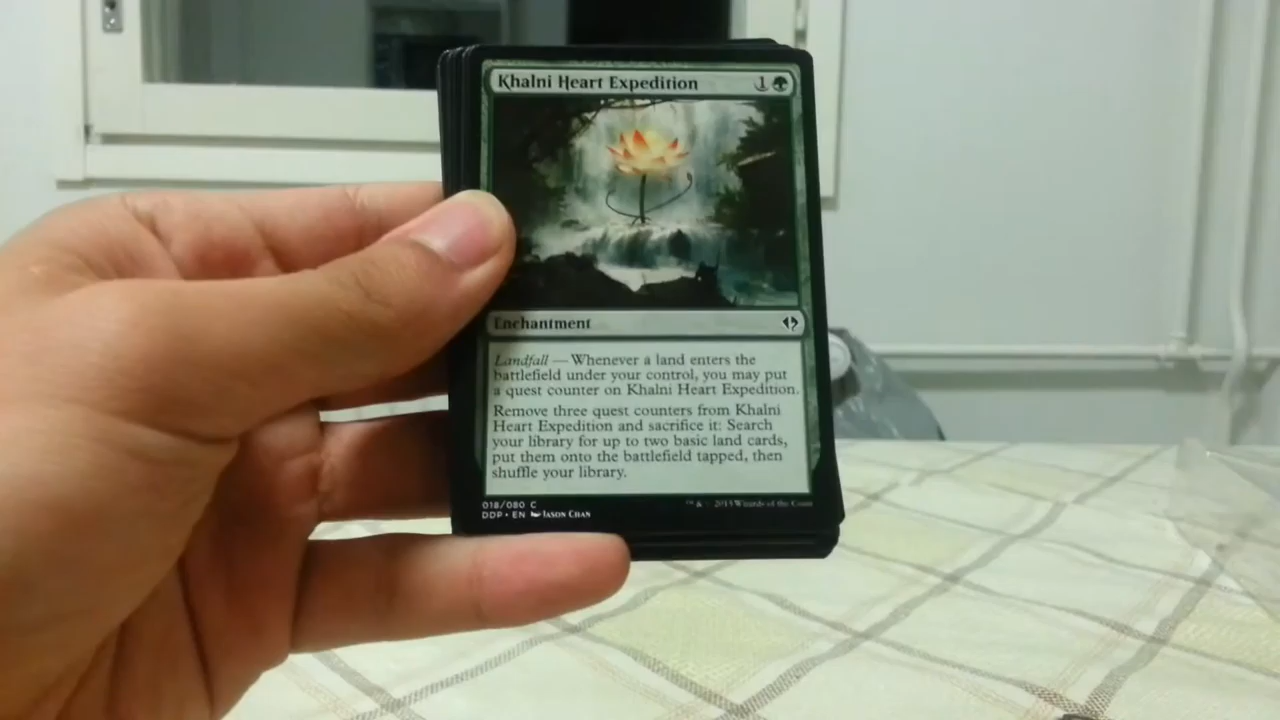 Khalni Heart Expedition 1
Enchantment
Landfall — Whenever a land enters the
battlefield under your control, you may put
a quest counter on Khalni Heart Expedition.
Remove three quest counters from Khalni
Heart Expedition and sacrifice it: Search
your library for up to two basic land cards,
put them onto the battlefield tapped, then
shuffle your library.
018/080 C
DDP • EN Jason Chan
™ & © 2015 Wizards of the Coast